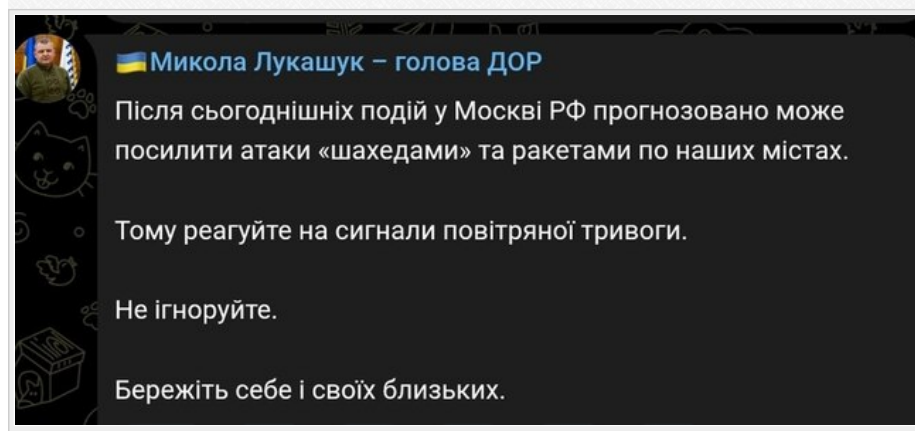 🇺🇦Микола Лукашук – голова ДОР
Після сьогоднішніх подій у Москві РФ прогнозовано може
посилити атаки «шахедами» та ракетами по наших містах.
Тому реагуйте на сигнали повітряної тривоги.
Не ігноруйте.
Бережіть себе і своїх близьких.